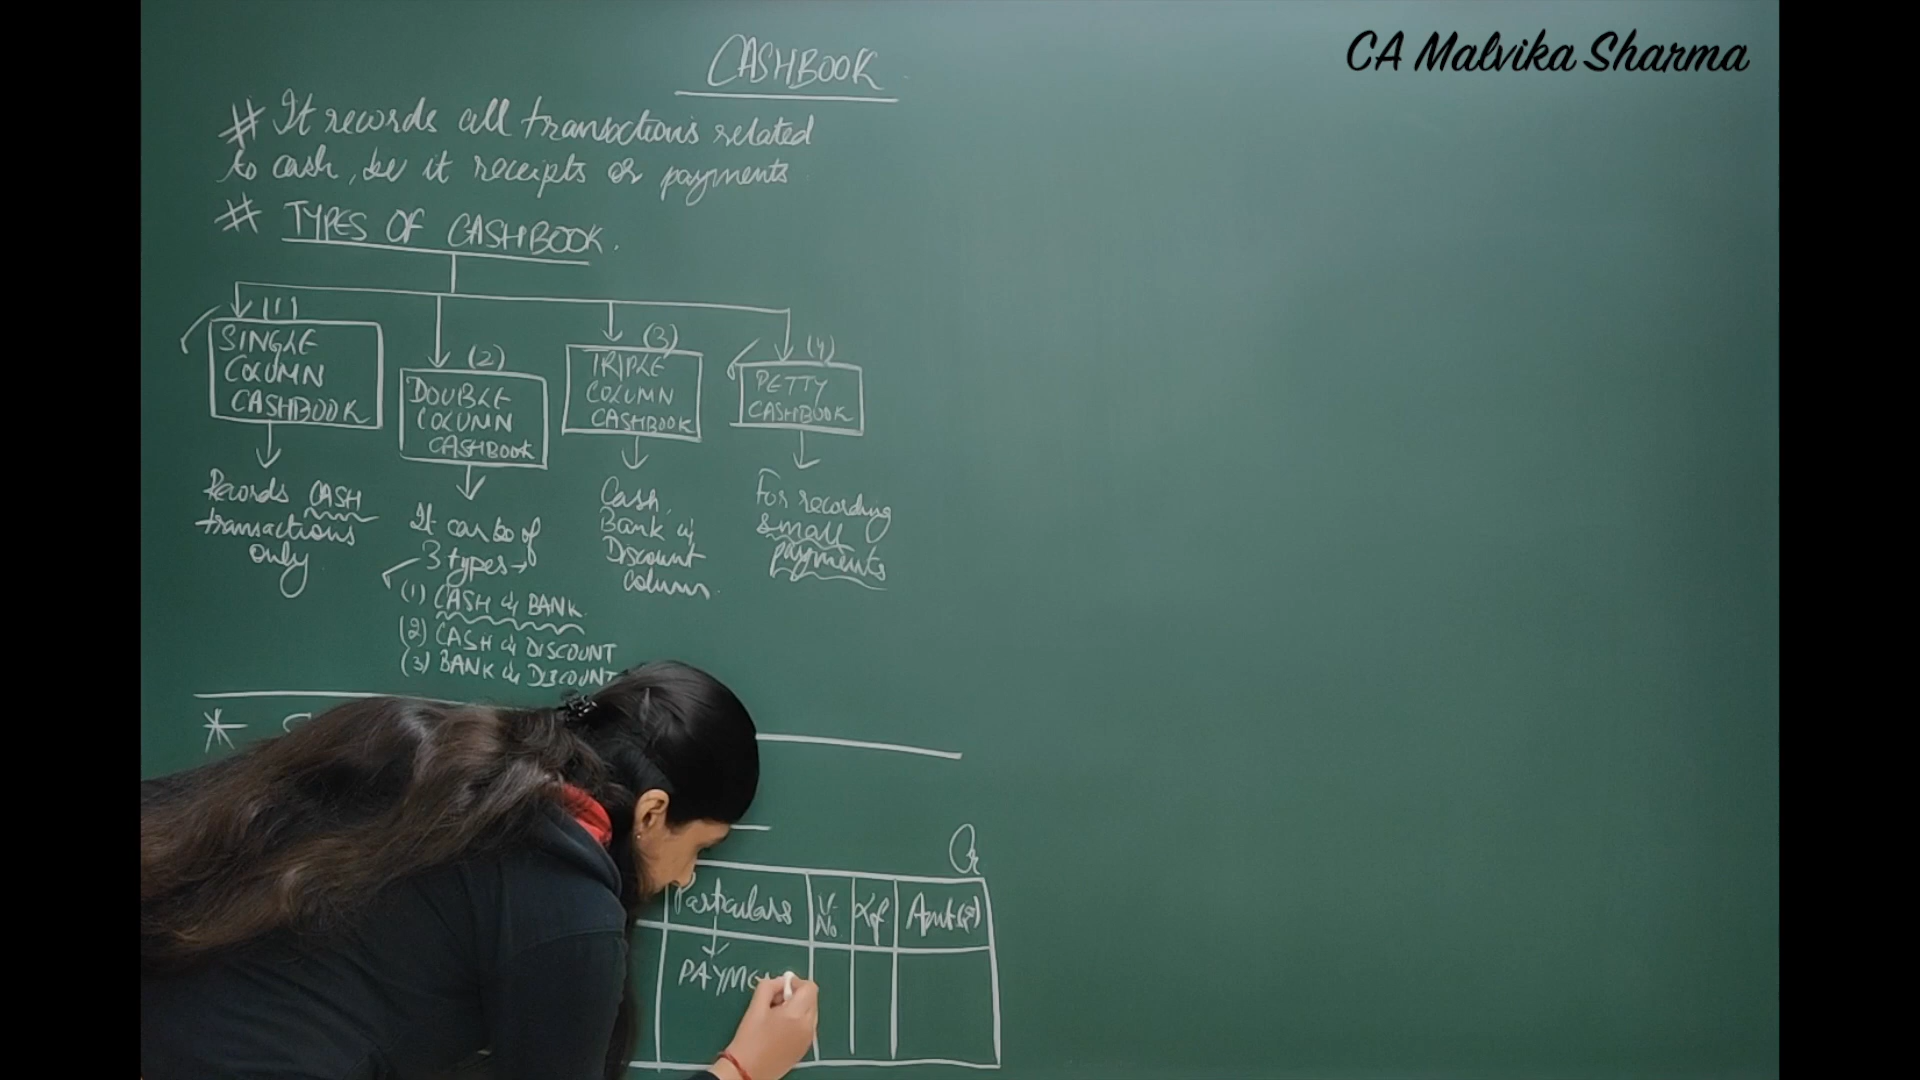 CA Malvika Sharma
CASHBOOK
# It records all transactions related
to cash, be it receipts or payments
# TYPES OF CASHBOOK.
(1)
SINGLE
COLUMN
CASHBOOK
Records CASH
transactions
only
(2)
DOUBLE
COLUMN
CASHBOOK
It can be of
3 types→
(1) CASH & BANK
(2) CASH & DISCOUNT
(3) BANK & DISCOUNT
(3)
TRIPLE
COLUMN
CASHBOOK
Cash,
Bank &
Discount
column.
(4)
PETTY
CASHBOOK
For recording
small
payments
*
Cr
Particulars V. No Lf Amt(₹)